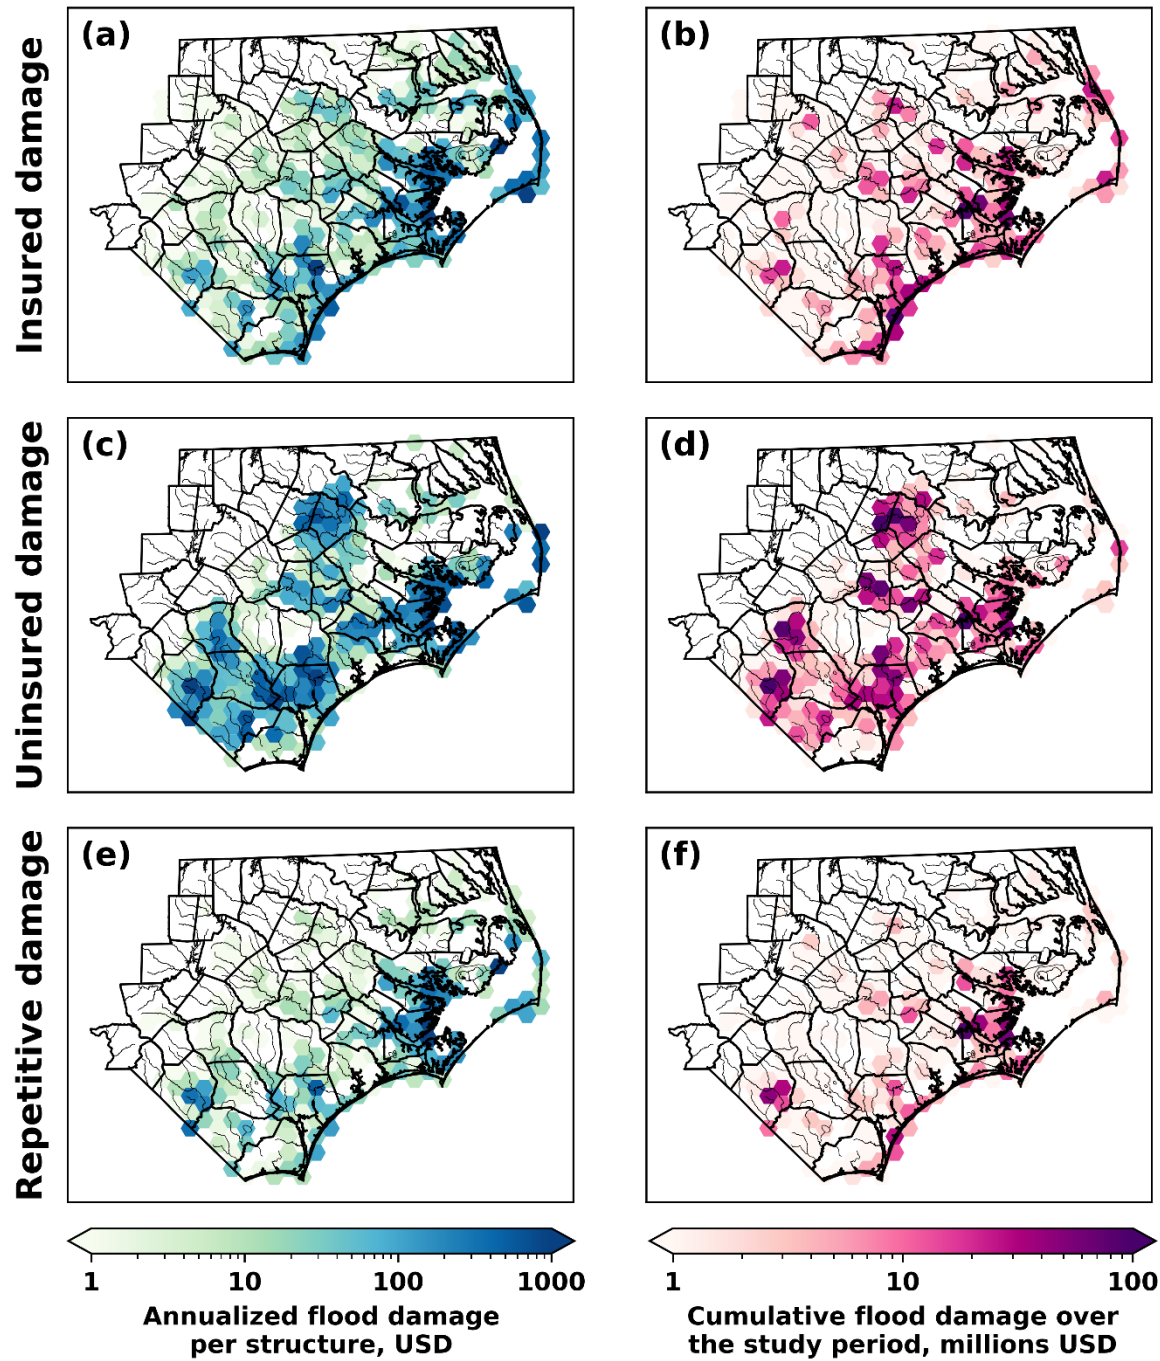 Insured damage
(a)
(b)
Uninsured damage
(c)
(d)
Repetitive damage
(e)
(f)
1 10 100 1000
Annualized flood damage
per structure, USD
1 10 100
Cumulative flood damage over
the study period, millions USD